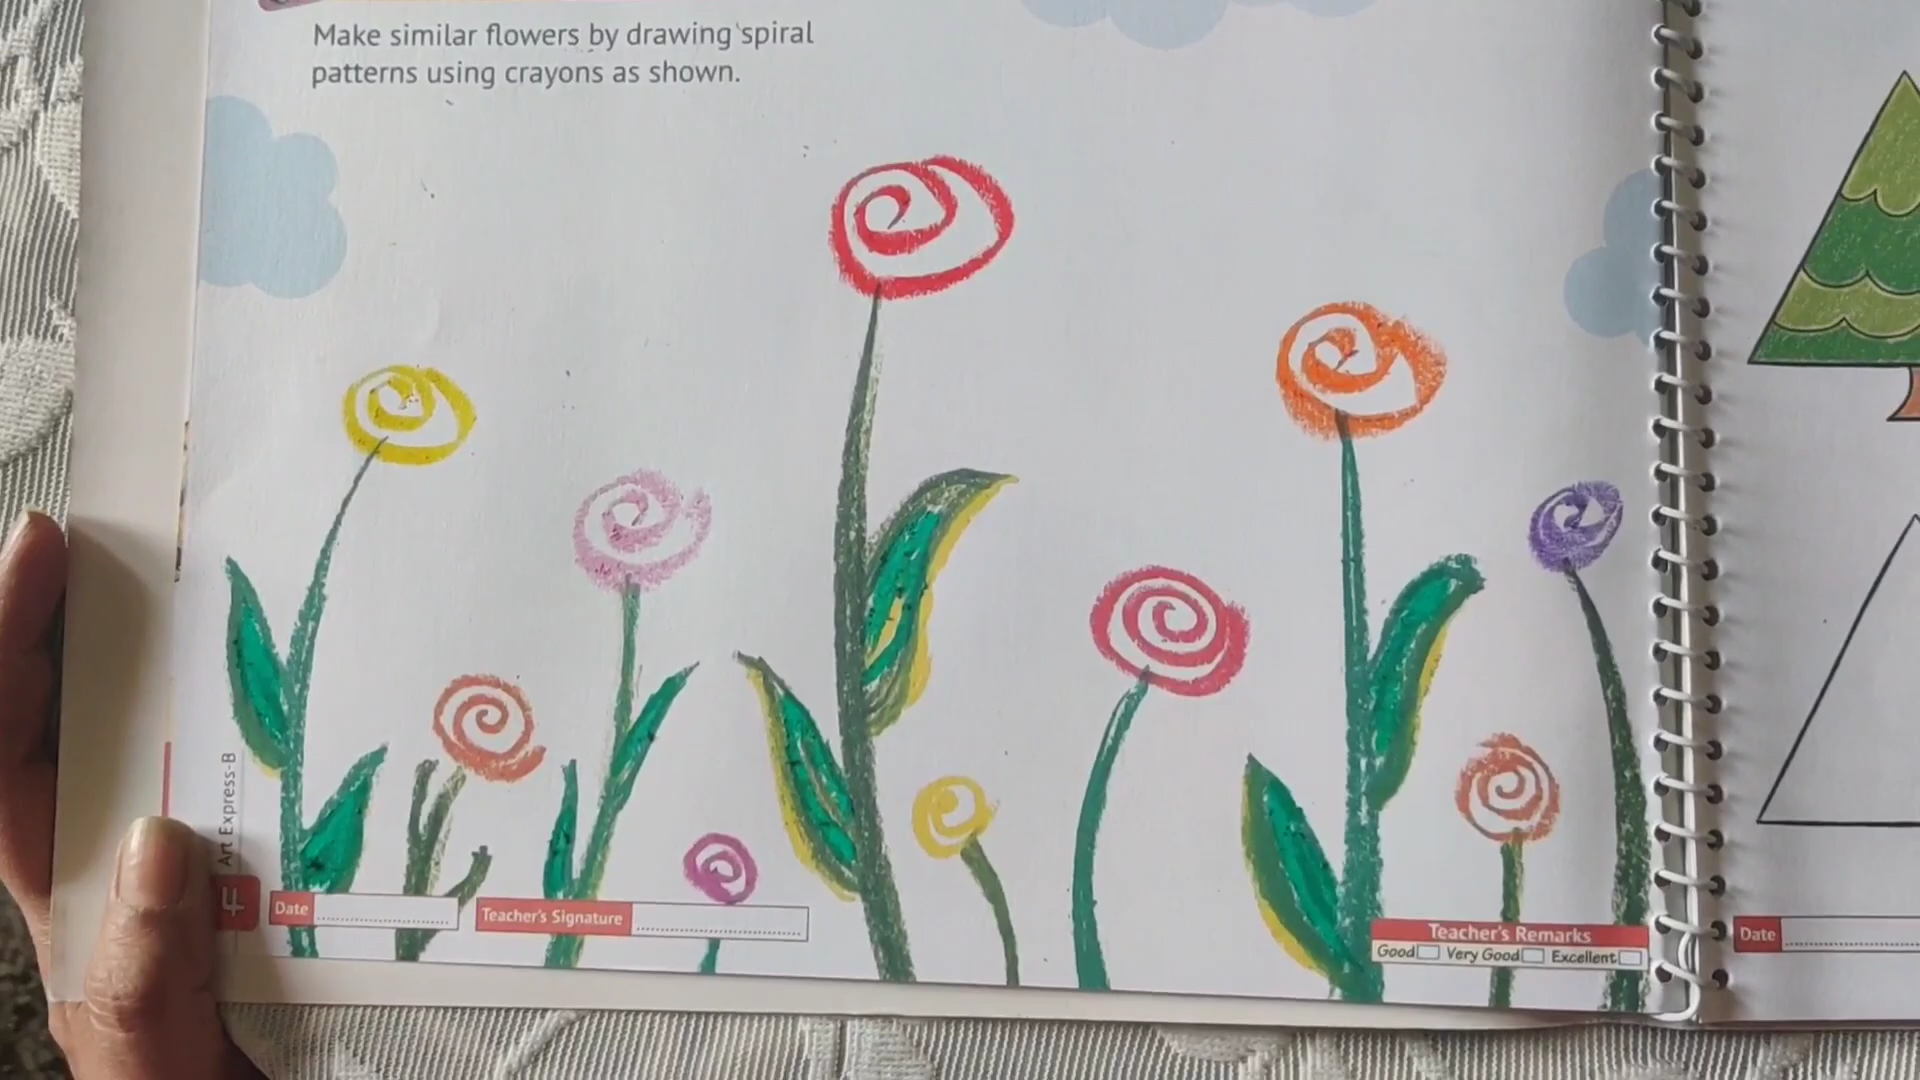 Make similar flowers by drawing spiral
patterns using crayons as shown.
Art Express-B
Date
Teacher's Signature
Teacher's Remarks
Good Very Good Excellent
Date